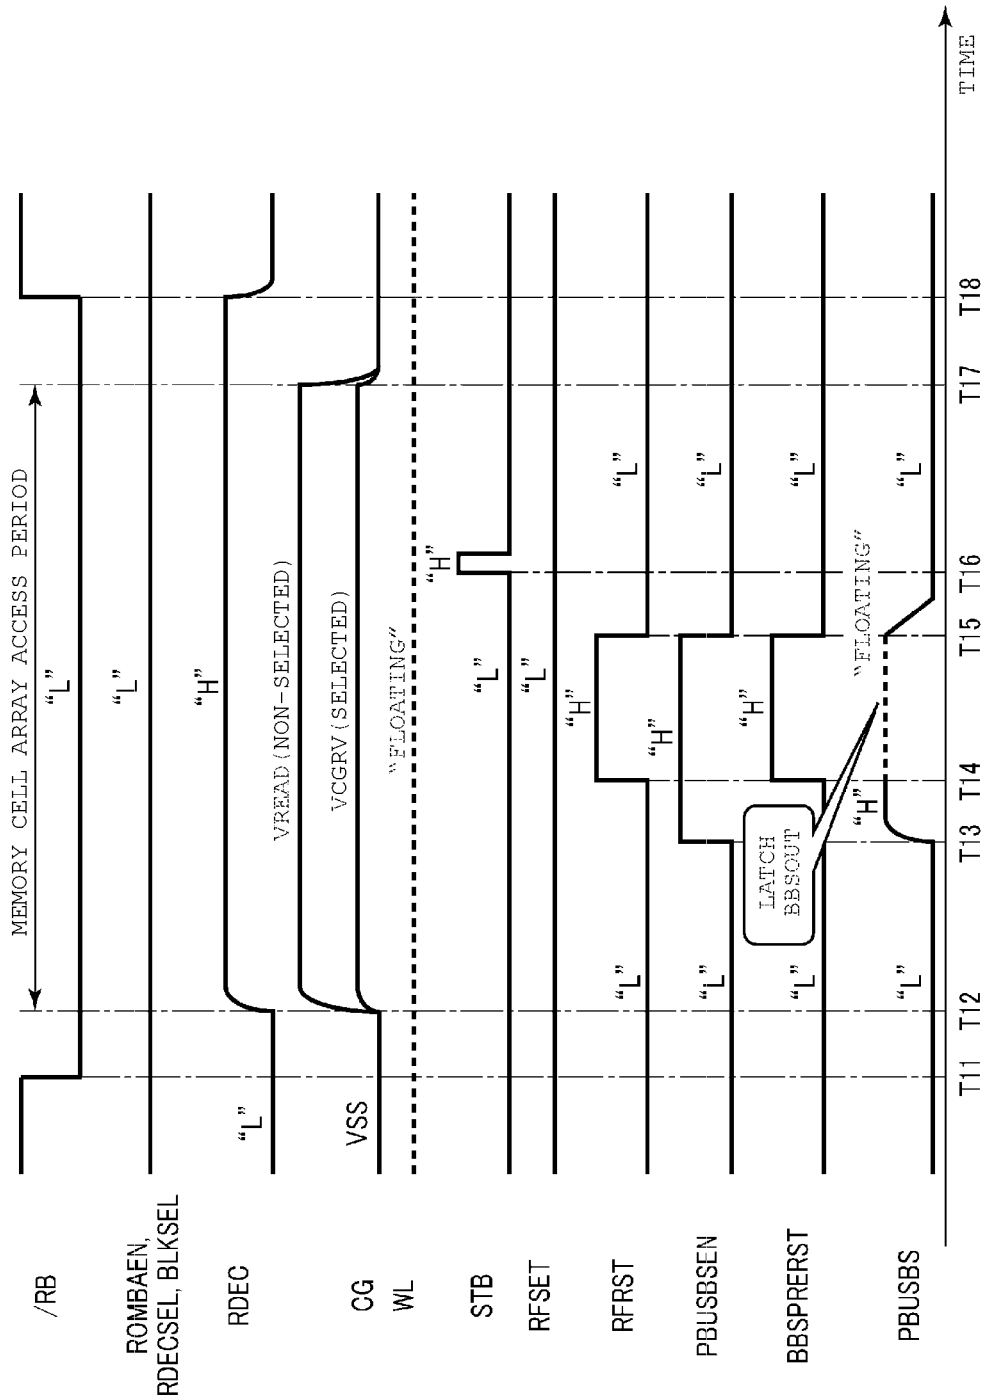 MEMORY CELL ARRAY ACCESS PERIOD
/RB
“L”
ROMBAEN,
RDECSEL, BLKSEL
“L”
RDEC
“L”
“H”
VREAD(NON-SELECTED)
CG
VSS
VCGRV(SELECTED)
WL
“FLOATING”
STB
“L”
“H”
RFSET
“L”
RFRST
“L”
“H”
“L”
PBUSBSEN
“L”
“H”
“L”
BBSPRERST
“L”
“H”
“L”
LATCH
BBSOUT
PBUSBS
“L”
“H”
“FLOATING”
“L”
T11
T12
T13
T14
T15
T16
T17
T18
TIME